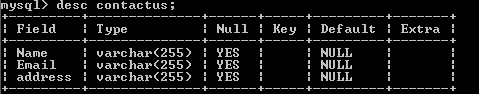 mysql> desc contactus;
+---------+--------------+------+-----+---------+-------+
| Field   | Type         | Null | Key | Default | Extra |
+---------+--------------+------+-----+---------+-------+
| Name    | varchar(255) | YES  |     | NULL    |       |
| Email   | varchar(255) | YES  |     | NULL    |       |
| address | varchar(255) | YES  |     | NULL    |       |
+---------+--------------+------+-----+---------+-------+